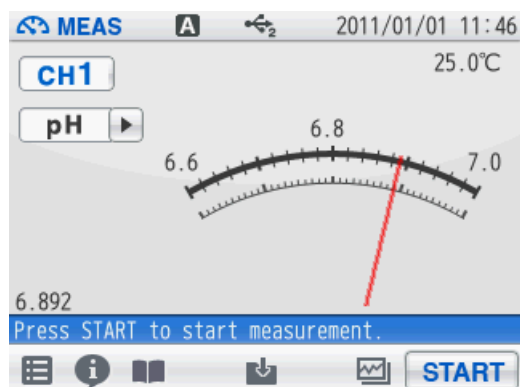 MEAS A 2 2011/01/01 11:46
CH1 25.0℃
pH
6.6 6.8 7.0
6.892
Press START to start measurement.
i START